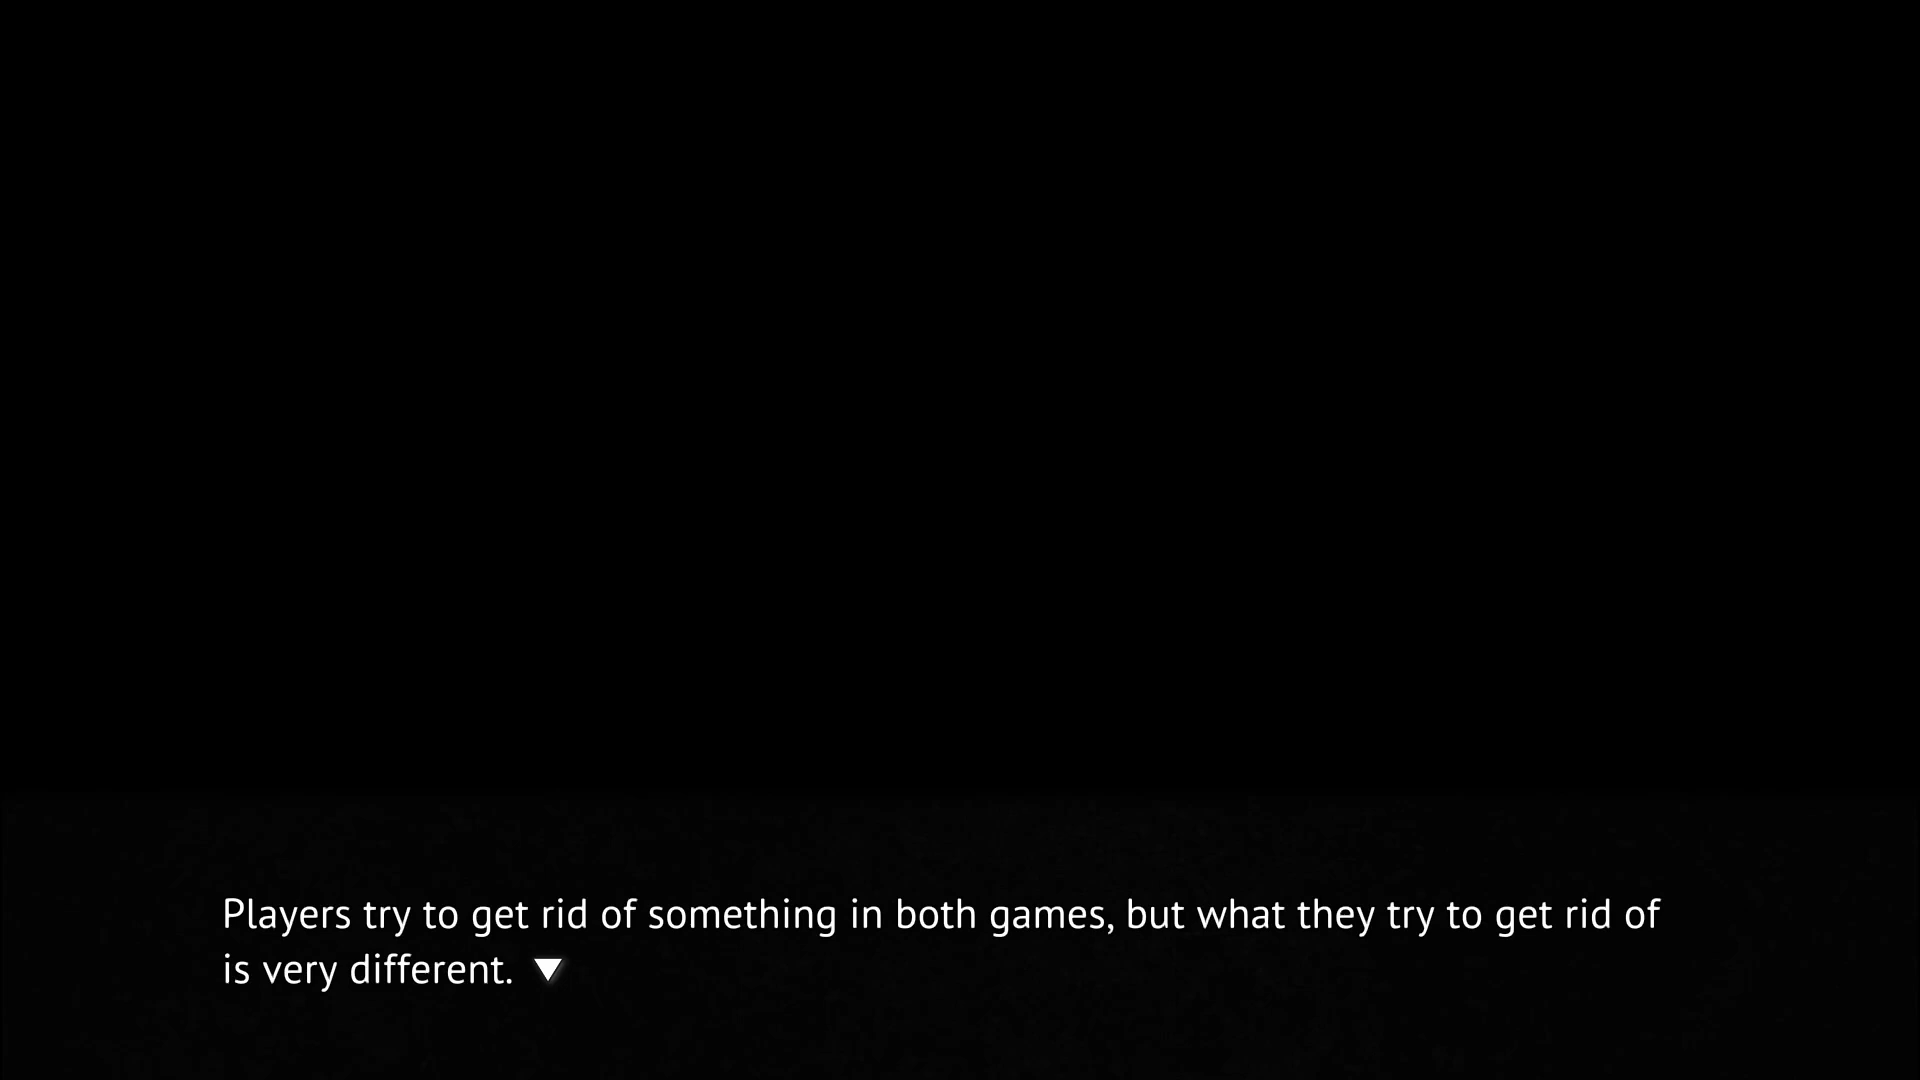 Players try to get rid of something in both games, but what they try to get rid of
is very different.